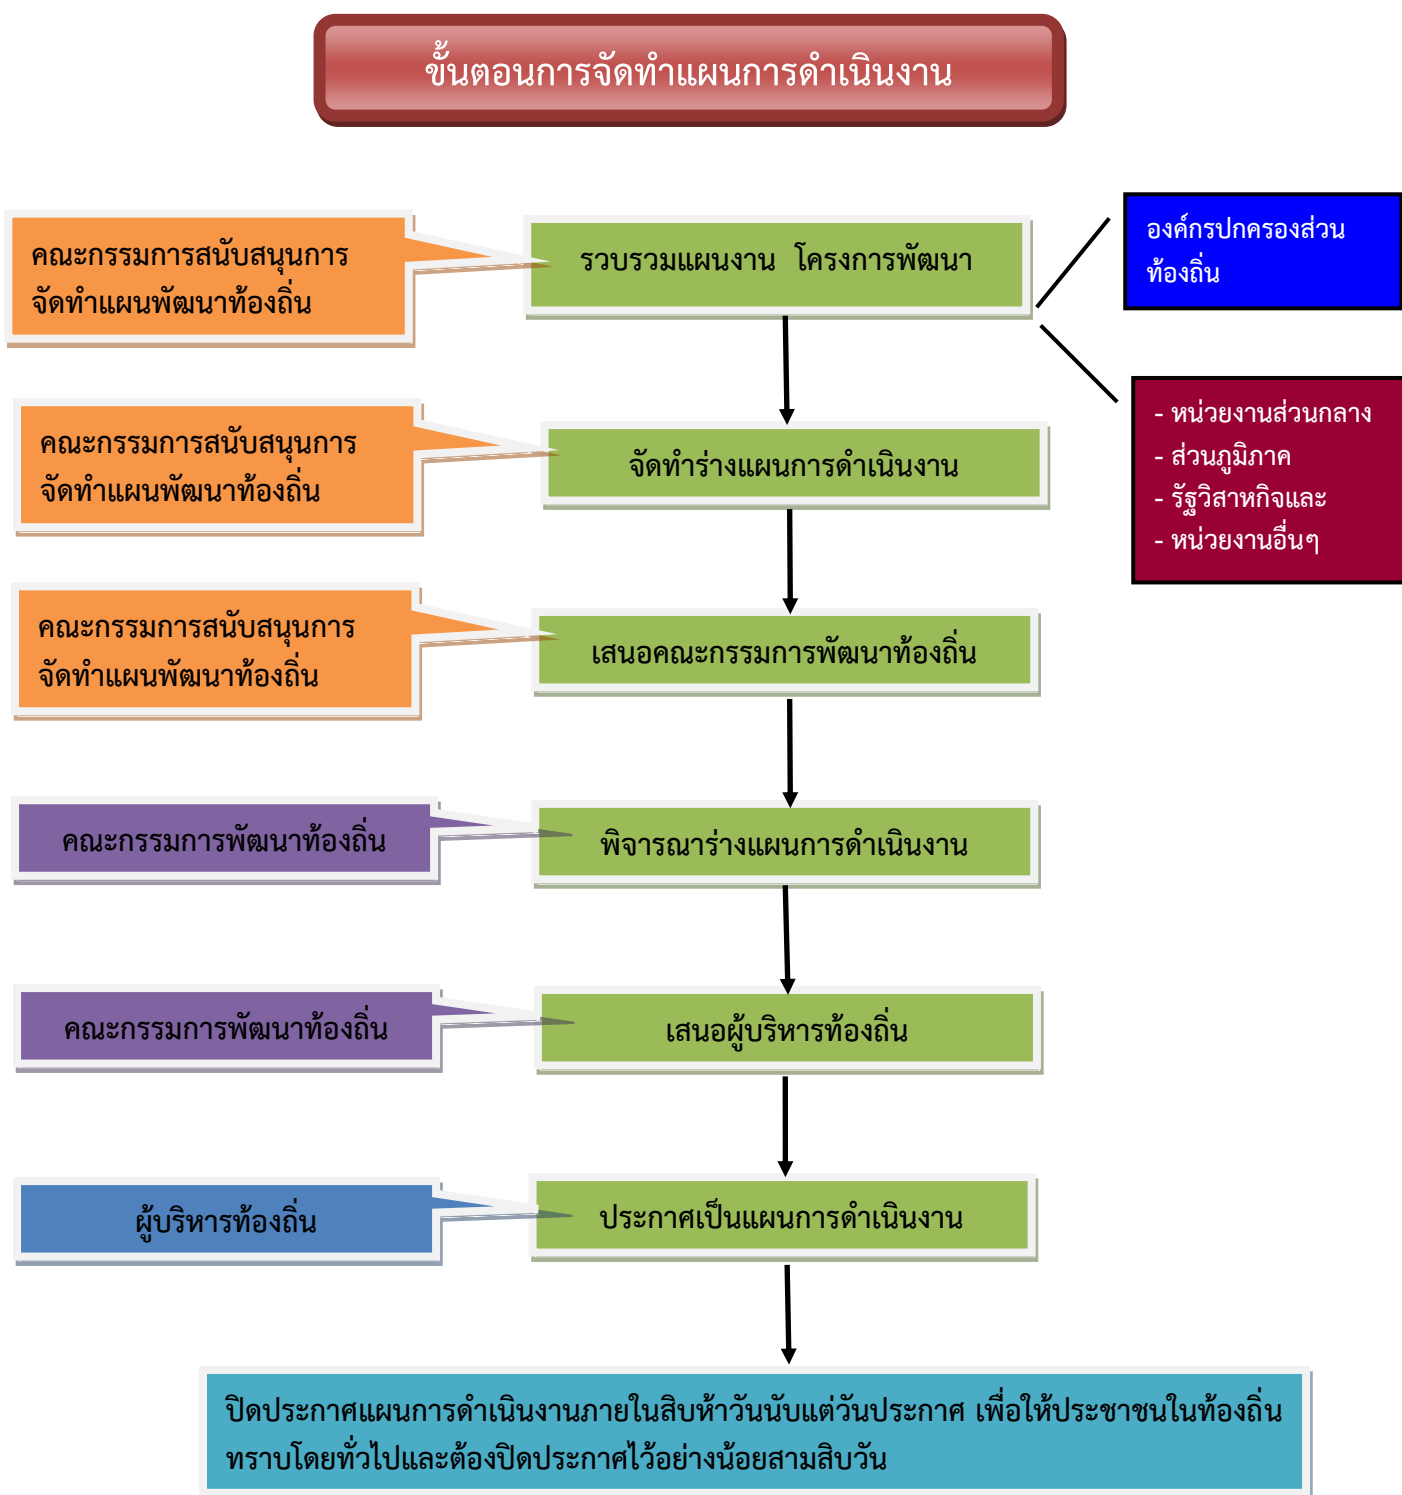 ขั้นตอนการจัดทำแผนการดำเนินงาน
คณะกรรมการสนับสนุนการ
จัดทำแผนพัฒนาท้องถิ่น
รวบรวมแผนงาน โครงการพัฒนา
องค์กรปกครองส่วน
ท้องถิ่น
- หน่วยงานส่วนกลาง
- ส่วนภูมิภาค
- รัฐวิสาหกิจและ
- หน่วยงานอื่นๆ
คณะกรรมการสนับสนุนการ
จัดทำแผนพัฒนาท้องถิ่น
จัดทำร่างแผนการดำเนินงาน
คณะกรรมการสนับสนุนการ
จัดทำแผนพัฒนาท้องถิ่น
เสนอคณะกรรมการพัฒนาท้องถิ่น
คณะกรรมการพัฒนาท้องถิ่น
พิจารณาร่างแผนการดำเนินงาน
คณะกรรมการพัฒนาท้องถิ่น
เสนอผู้บริหารท้องถิ่น
ผู้บริหารท้องถิ่น
ประกาศเป็นแผนการดำเนินงาน
ปิดประกาศแผนการดำเนินงานภายในสิบห้าวันนับแต่วันประกาศ เพื่อให้ประชาชนในท้องถิ่น
ทราบโดยทั่วไปและต้องปิดประกาศไว้อย่างน้อยสามสิบวัน